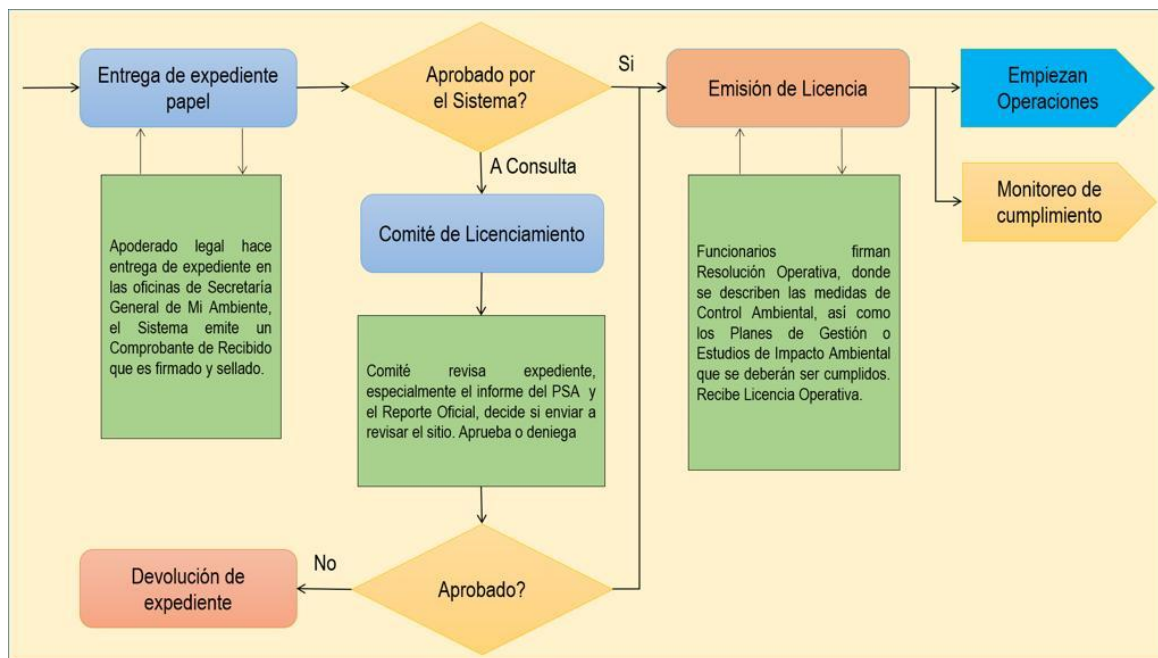 Entrega de expediente
papel
Aprobado por
el Sistema?
Si
Emisión de Licencia
Empiezan
Operaciones
Monitoreo de
cumplimiento
A Consulta
Apoderado legal hace
entrega de expediente en
las oficinas de Secretaría
General de Mi Ambiente,
el Sistema emite un
Comprobante de Recibido
que es firmado y sellado.
Comité de Licenciamiento
Funcionarios firman
Resolución Operativa, donde
se describen las medidas de
Control Ambiental, así como
los Planes de Gestión o
Estudios de Impacto Ambiental
que se deberán ser cumplidos.
Recibe Licencia Operativa.
Comité revisa expediente,
especialmente el informe del PSA y
el Reporte Oficial, decide si enviar a
revisar el sitio. Aprueba o deniega
Devolución de
expediente
No
Aprobado?